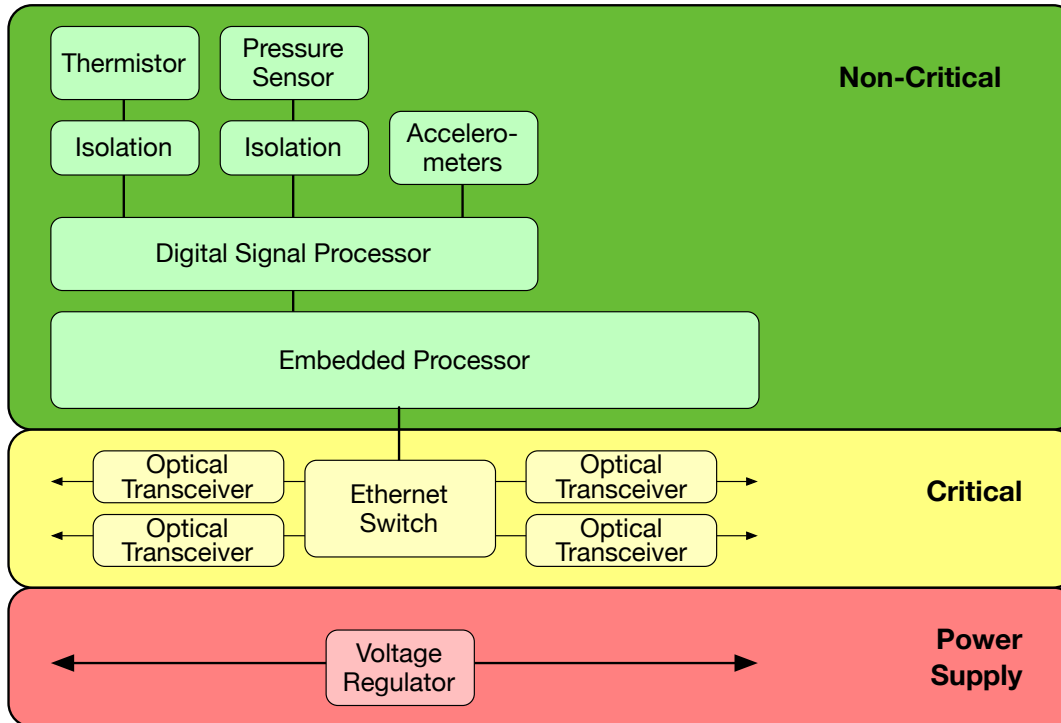 Thermistor
Pressure
Sensor
Non-Critical
Isolation
Isolation
Accelero-
meters
Digital Signal Processor
Embedded Processor
Optical
Transceiver
Ethernet
Switch
Optical
Transceiver
Critical
Optical
Transceiver
Optical
Transceiver
Voltage
Regulator
Power
Supply